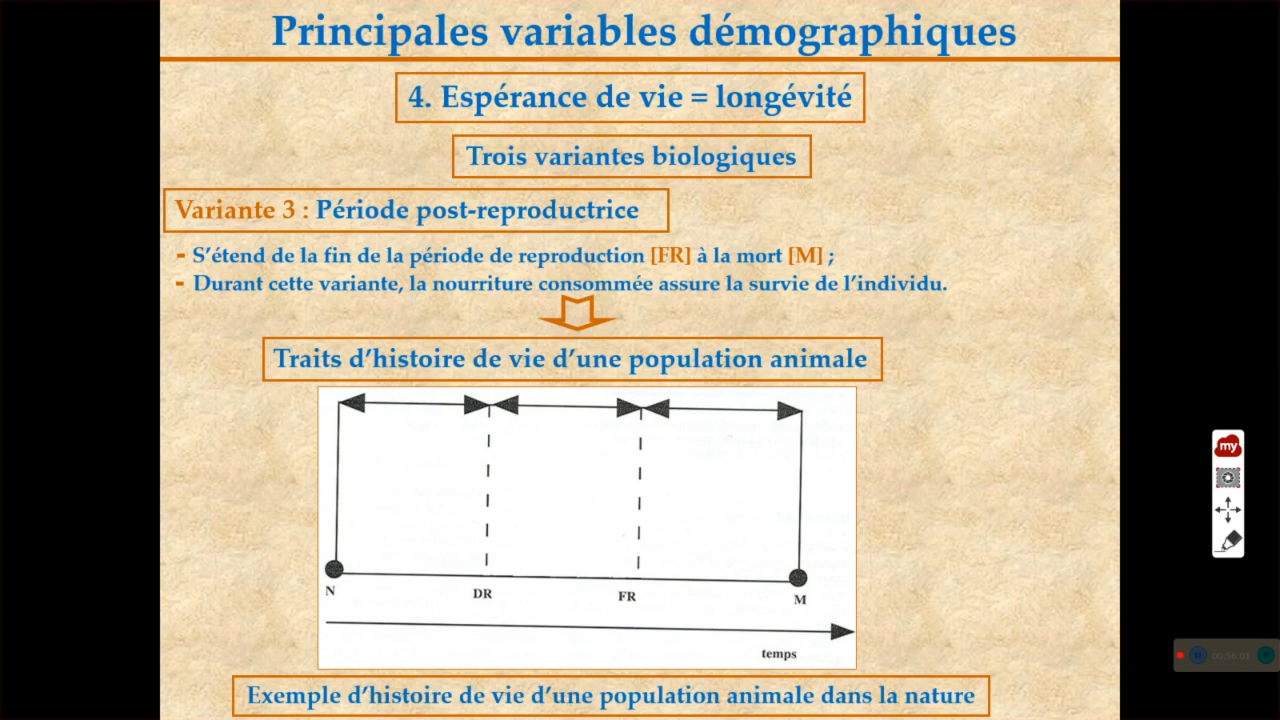 Principales variables démographiques
4. Espérance de vie = longévité
Trois variantes biologiques
Variante 3 : Période post-reproductrice
- S'étend de la fin de la période de reproduction [FR] à la mort [M] ;
- Durant cette variante, la nourriture consommée assure la survie de l'individu.
Traits d'histoire de vie d'une population animale
N DR FR M
temps
Exemple d'histoire de vie d'une population animale dans la nature
my